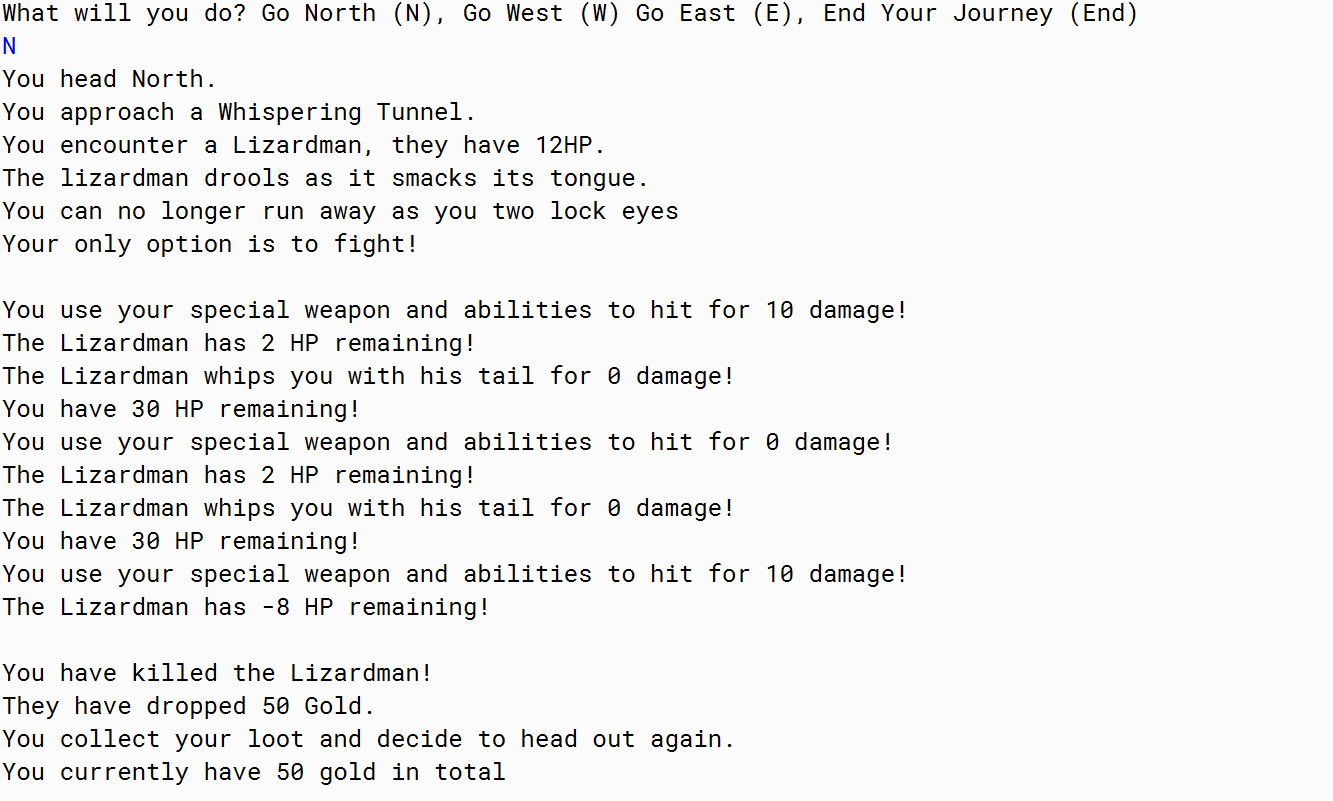 What will you do? Go North (N), Go West (W) Go East (E), End Your Journey (End)
N
You head North.
You approach a Whispering Tunnel.
You encounter a Lizardman, they have 12HP.
The lizardman drools as it smacks its tongue.
You can no longer run away as you two lock eyes
Your only option is to fight!
You use your special weapon and abilities to hit for 10 damage!
The Lizardman has 2 HP remaining!
The Lizardman whips you with his tail for 0 damage!
You have 30 HP remaining!
You use your special weapon and abilities to hit for 0 damage!
The Lizardman has 2 HP remaining!
The Lizardman whips you with his tail for 0 damage!
You have 30 HP remaining!
You use your special weapon and abilities to hit for 10 damage!
The Lizardman has -8 HP remaining!
You have killed the Lizardman!
They have dropped 50 Gold.
You collect your loot and decide to head out again.
You currently have 50 gold in total